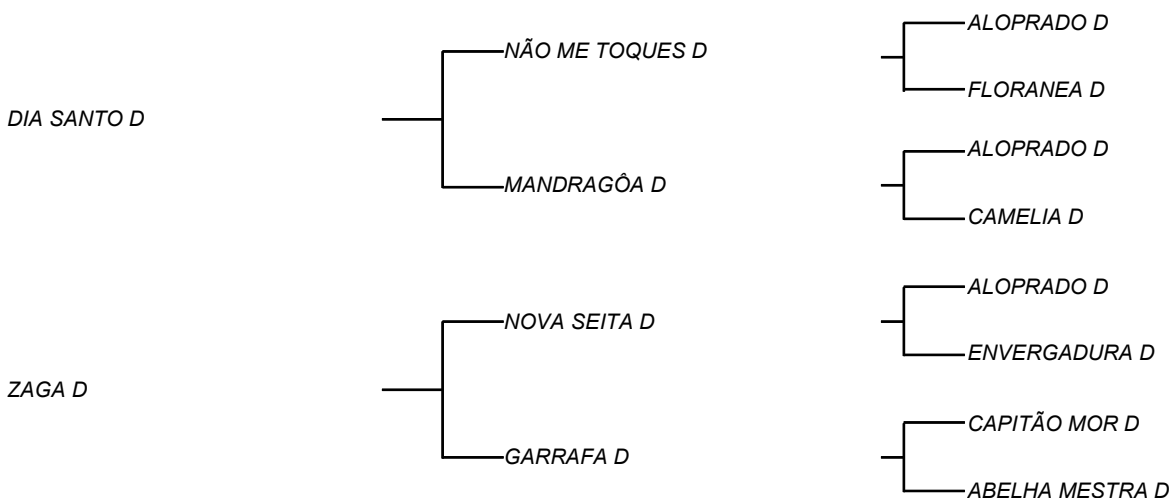 ALOPRADO D
NÃO ME TOQUES D
FLORANEA D
DIA SANTO D
ALOPRADO D
MANDRAGÔA D
CAMELIA D
ALOPRADO D
NOVA SEITA D
ENVERGADURA D
ZAGA D
CAPITÃO MOR D
GARRAFA D
ABELHA MESTRA D